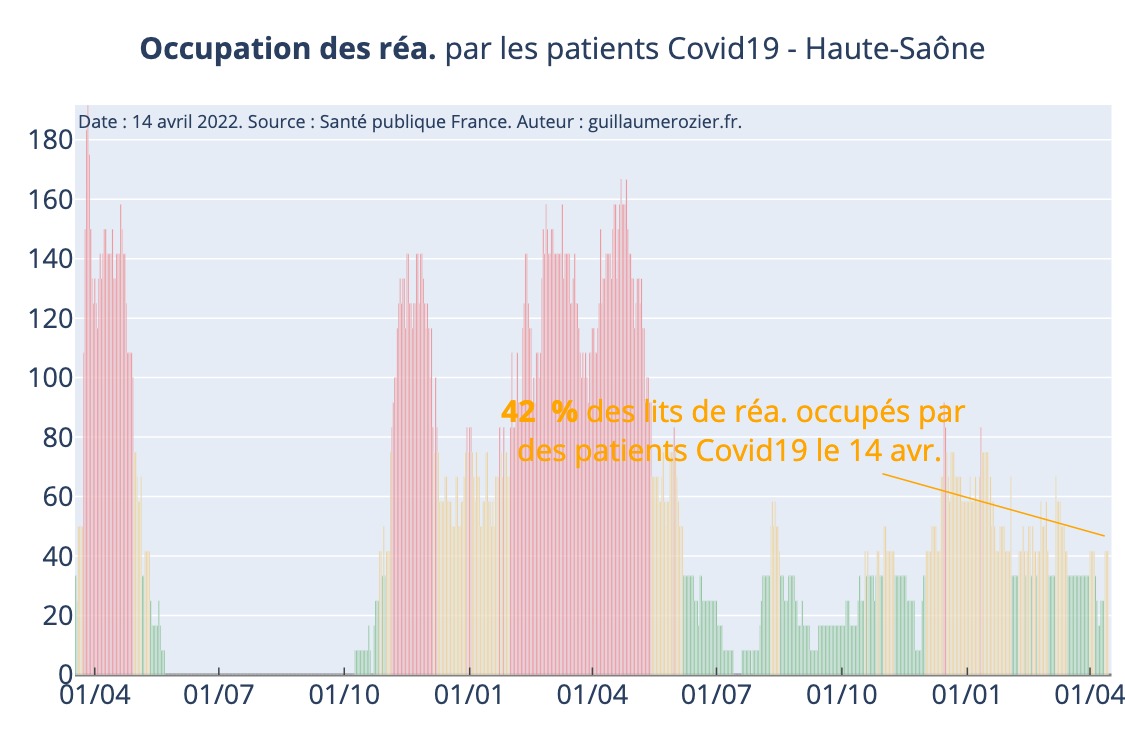 Occupation des réa. par les patients Covid19 - Haute-Saône
Date : 14 avril 2022. Source : Santé publique France. Auteur : guillaumerozier.fr.
180
160
140
120
100
80
60
40
20
0
42 % des lits de réa. occupés par
des patients Covid19 le 14 avr.
01/04 01/07 01/10 01/01 01/04 01/07 01/10 01/01 01/04